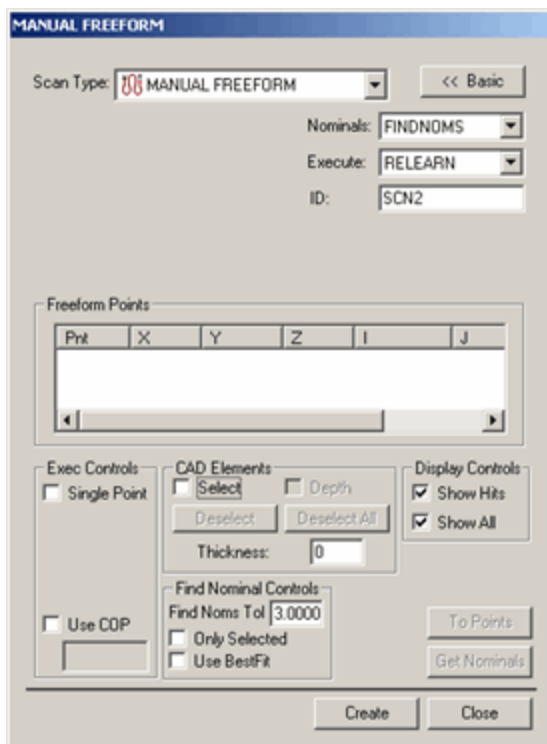 MANUAL FREEFORM
Scan Type: MANUAL FREEFORM << Basic
Nominals: FINDNOMS
Execute: RELEARN
ID: SCN2
Freeform Points
Pnt X Y Z I J
Exec Controls CAD Elements Display Controls
Single Point Select Depth Show Hits
Deselect Deselect All Show All
Thickness: 0
Find Nominal Controls
Find Noms Tol 3.0000
Use COP Only Selected To Points
Use BestFit Get Nominals
Create Close